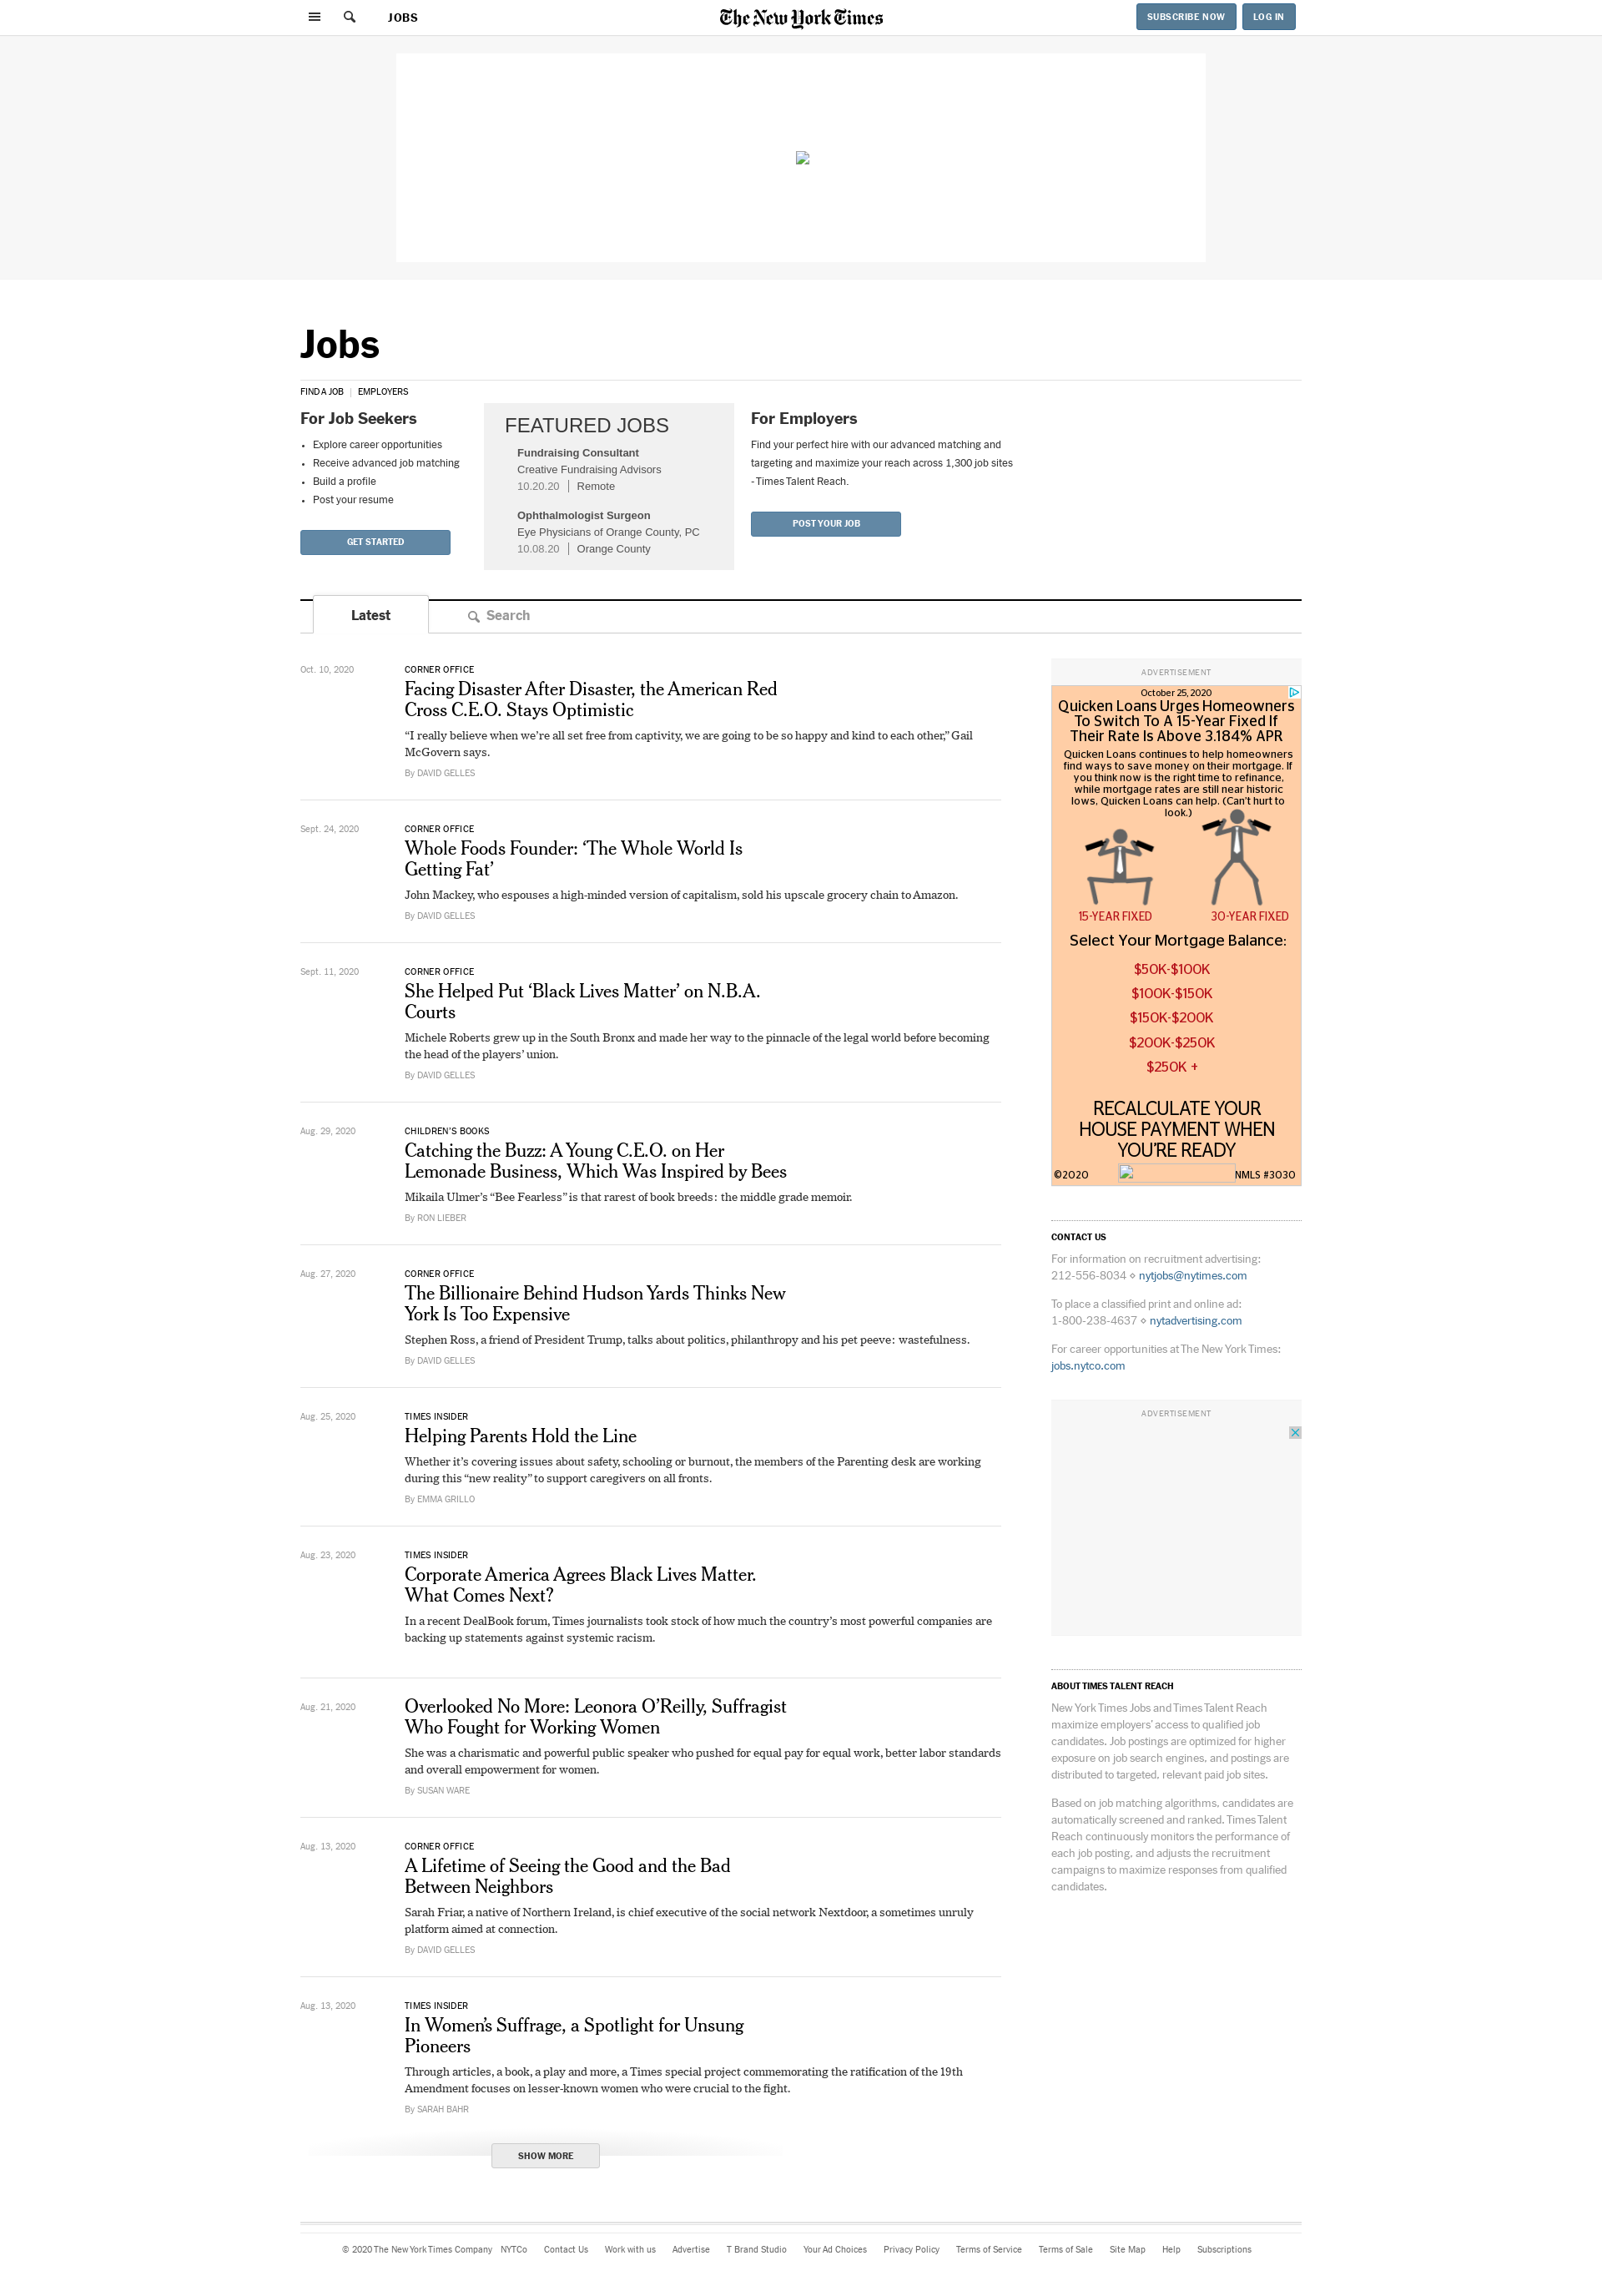 JOBS
The New York Times
SUBSCRIBE NOW
LOG IN
Jobs
FIND A JOB | EMPLOYERS
For Job Seekers
• Explore career opportunities
• Receive advanced job matching
• Build a profile
• Post your resume
GET STARTED
FEATURED JOBS
Fundraising Consultant
Creative Fundraising Advisors
10.20.20 | Remote
Ophthalmologist Surgeon
Eye Physicians of Orange County, PC
10.08.20 | Orange County
For Employers
Find your perfect hire with our advanced matching and
targeting and maximize your reach across 1,300 job sites
- Times Talent Reach.
POST YOUR JOB
Latest
Search
Oct. 10, 2020
CORNER OFFICE
Facing Disaster After Disaster, the American Red
Cross C.E.O. Stays Optimistic
“I really believe when we’re all set free from captivity, we are going to be so happy and kind to each other,” Gail
McGovern says.
By DAVID GELLES
Sept. 24, 2020
CORNER OFFICE
Whole Foods Founder: ‘The Whole World Is
Getting Fat’
John Mackey, who espouses a high-minded version of capitalism, sold his upscale grocery chain to Amazon.
By DAVID GELLES
Sept. 11, 2020
CORNER OFFICE
She Helped Put ‘Black Lives Matter’ on N.B.A.
Courts
Michele Roberts grew up in the South Bronx and made her way to the pinnacle of the legal world before becoming
the head of the players’ union.
By DAVID GELLES
Aug. 29, 2020
CHILDREN’S BOOKS
Catching the Buzz: A Young C.E.O. on Her
Lemonade Business, Which Was Inspired by Bees
Mikaila Ulmer’s “Bee Fearless” is that rarest of book breeds: the middle grade memoir.
By RON LIEBER
Aug. 27, 2020
CORNER OFFICE
The Billionaire Behind Hudson Yards Thinks New
York Is Too Expensive
Stephen Ross, a friend of President Trump, talks about politics, philanthropy and his pet peeve: wastefulness.
By DAVID GELLES
Aug. 25, 2020
TIMES INSIDER
Helping Parents Hold the Line
Whether it’s covering issues about safety, schooling or burnout, the members of the Parenting desk are working
during this “new reality” to support caregivers on all fronts.
By EMMA GRILLO
Aug. 23, 2020
TIMES INSIDER
Corporate America Agrees Black Lives Matter.
What Comes Next?
In a recent DealBook forum, Times journalists took stock of how much the country’s most powerful companies are
backing up statements against systemic racism.
Aug. 21, 2020
Overlooked No More: Leonora O’Reilly, Suffragist
Who Fought for Working Women
She was a charismatic and powerful public speaker who pushed for equal pay for equal work, better labor standards
and overall empowerment for women.
By SUSAN WARE
Aug. 13, 2020
CORNER OFFICE
A Lifetime of Seeing the Good and the Bad
Between Neighbors
Sarah Friar, a native of Northern Ireland, is chief executive of the social network Nextdoor, a sometimes unruly
platform aimed at connection.
By DAVID GELLES
Aug. 13, 2020
TIMES INSIDER
In Women’s Suffrage, a Spotlight for Unsung
Pioneers
Through articles, a book, a play and more, a Times special project commemorating the ratification of the 19th
Amendment focuses on lesser-known women who were crucial to the fight.
By SARAH BAHR
SHOW MORE
ADVERTISEMENT
October 25, 2020
Quicken Loans Urges Homeowners
To Switch To A 15-Year Fixed If
Their Rate Is Above 3.184% APR
Quicken Loans continues to help homeowners
find ways to save money on their mortgage. If
you think now is the right time to refinance,
while mortgage rates are still near historic
lows, Quicken Loans can help. (Can’t hurt to
look.)
15-YEAR FIXED
30-YEAR FIXED
Select Your Mortgage Balance:
$50K-$100K
$100K-$150K
$150K-$200K
$200K-$250K
$250K +
RECALCULATE YOUR
HOUSE PAYMENT WHEN
YOU’RE READY
©2020
NMLS #3030
CONTACT US
For information on recruitment advertising:
212-556-8034 ⋄ nytjobs@nytimes.com
To place a classified print and online ad:
1-800-238-4637 ⋄ nytadvertising.com
For career opportunities at The New York Times:
jobs.nytco.com
ADVERTISEMENT
ABOUT TIMES TALENT REACH
New York Times Jobs and Times Talent Reach
maximize employers’ access to qualified job
candidates. Job postings are optimized for higher
exposure on job search engines, and postings are
distributed to targeted, relevant paid job sites.
Based on job matching algorithms, candidates are
automatically screened and ranked. Times Talent
Reach continuously monitors the performance of
each job posting, and adjusts the recruitment
campaigns to maximize responses from qualified
candidates.
© 2020 The New York Times Company NYTCo Contact Us Work with us Advertise T Brand Studio Your Ad Choices Privacy Policy Terms of Service Terms of Sale Site Map Help Subscriptions